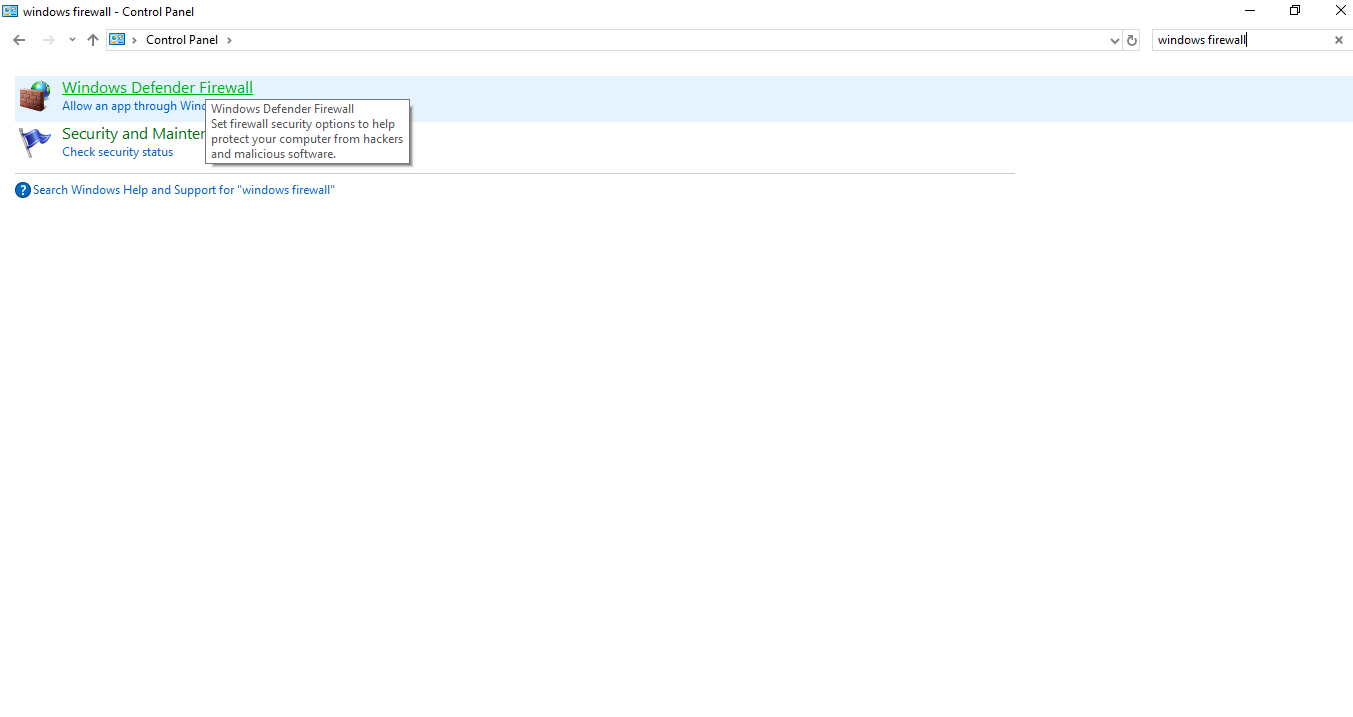 windows firewall - Control Panel
Control Panel
windows firewall
Windows Defender Firewall
Allow an app through Wind
Windows Defender Firewall
Set firewall security options to help
protect your computer from hackers
and malicious software.
Security and Mainten
Check security status
?
Search Windows Help and Support for "windows firewall"